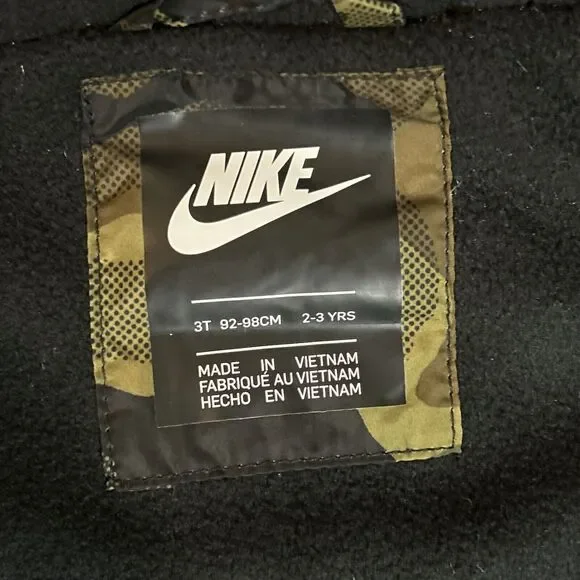 NIKE
3T 92-98CM 2-3 YRS
MADE IN VIETNAM
FABRIQUÉ AU VIETNAM
HECHO EN VIETNAM